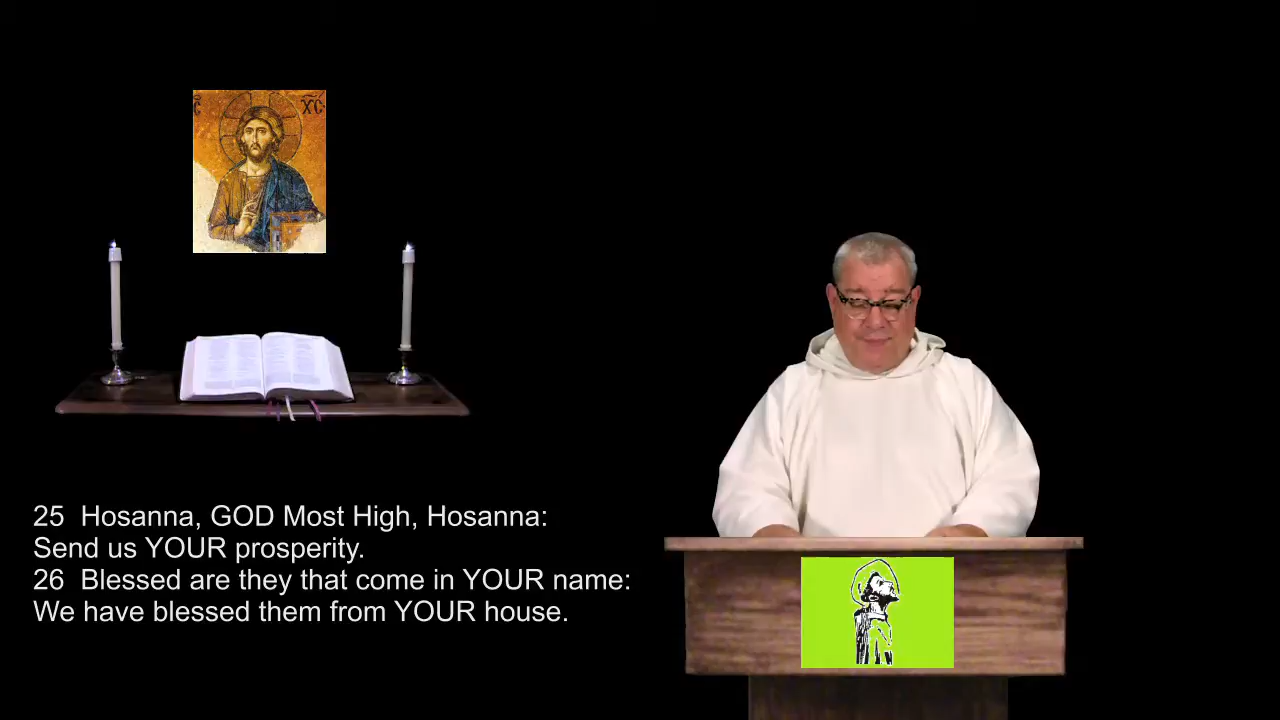 XC
25 Hosanna, GOD Most High, Hosanna:
Send us YOUR prosperity.
26 Blessed are they that come in YOUR name:
We have blessed them from YOUR house.